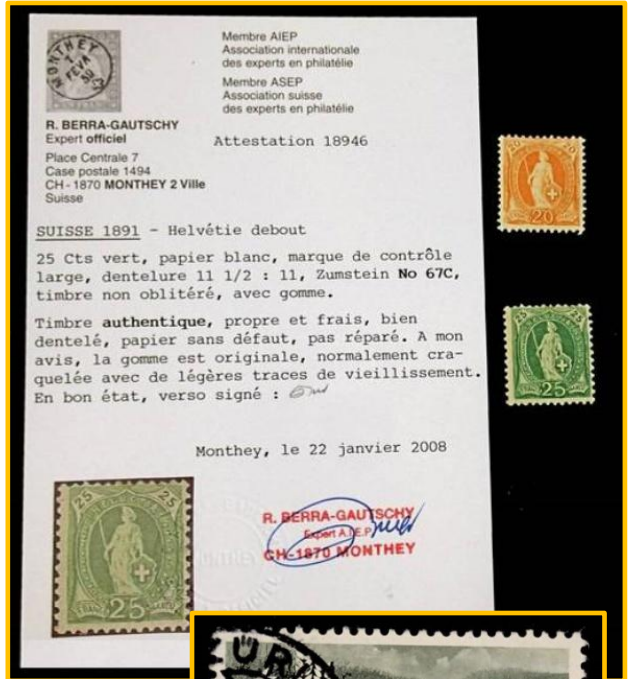 MONTHEY
Membre AIEP
Association internationale
des experts en philatélie
Membre ASEP
Association suisse
des experts en philatélie
R. BERRA-GAUTSCHY
Expert officiel
Attestation 18946
Place Centrale 7
Case postale 1494
CH - 1870 MONTHEY 2 Ville
Suisse
SUISSE 1891 - Helvétie debout
25 Cts vert, papier blanc, marque de contrôle
large, dentelure 11 1/2 : 11, Zumstein No 67C,
timbre non oblitéré, avec gomme.
Timbre authentique, propre et frais, bien
dentelé, papier sans défaut, pas réparé. A mon
avis, la gomme est originale, normalement cra-
quelée avec de légères traces de vieillissement.
En bon état, verso signé :
Monthey, le 22 janvier 2008
R. BERRA-GAUTSCHY
Expert A.I.E.P.
CH-1870 MONTHEY
25 25
FRANCO 25
20 20
20
25 25
25
UR